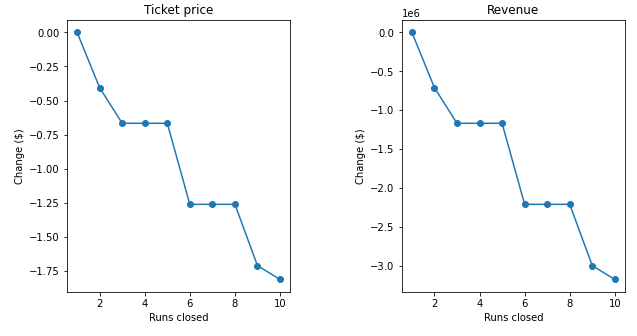 Ticket price
0.00
−0.25
−0.50
−0.75
−1.00
−1.25
−1.50
−1.75
Change ($)
2 4 6 8 10
Runs closed
Revenue
1e6
0.0
−0.5
−1.0
−1.5
−2.0
−2.5
−3.0
Change ($)
2 4 6 8 10
Runs closed